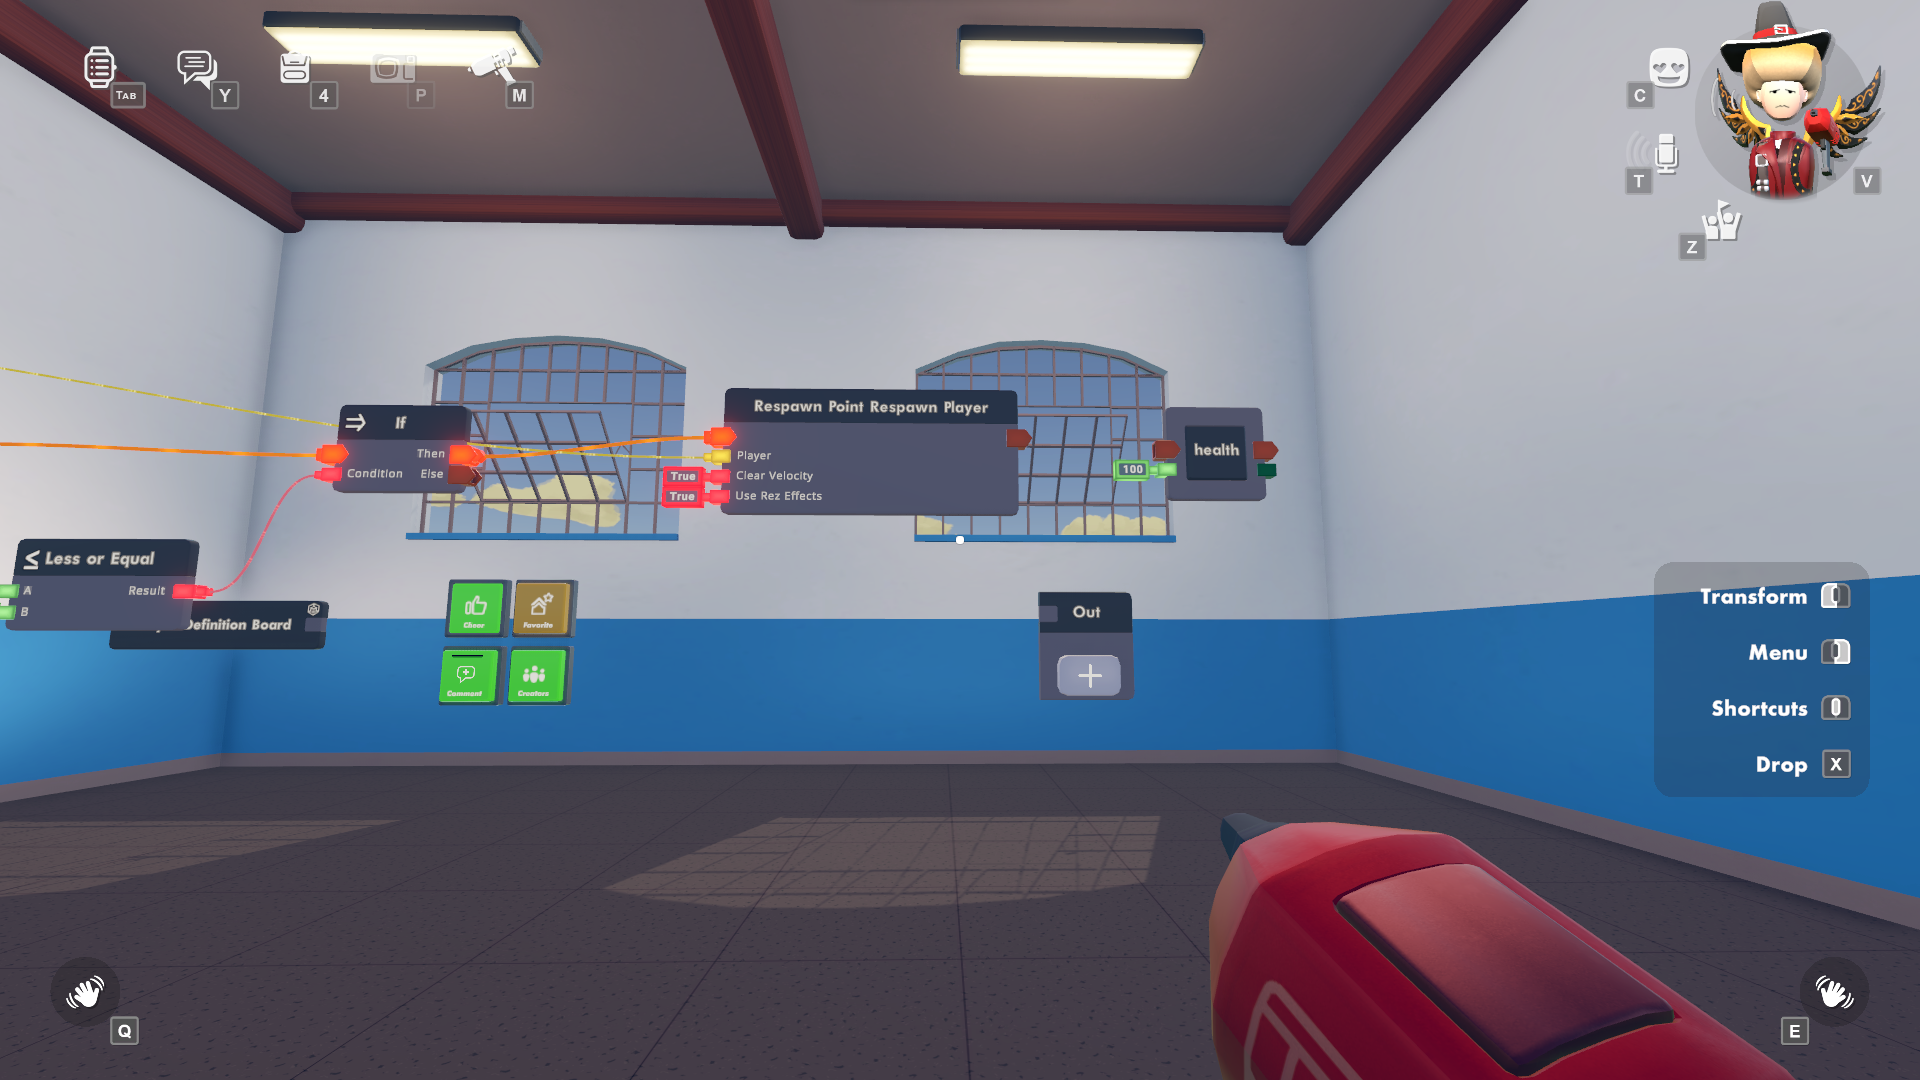 TAB
Y
4
P
M
C
T
V
Z
If
Then
Condition
Else
Respawn Point Respawn Player
Player
True
Clear Velocity
True
Use Rez Effects
100
health
Less or Equal
A
Result
B
Definition Board
Cheer
Favorite
Comment
Creators
Out
Transform
Menu
Shortcuts
Drop
X
Q
E